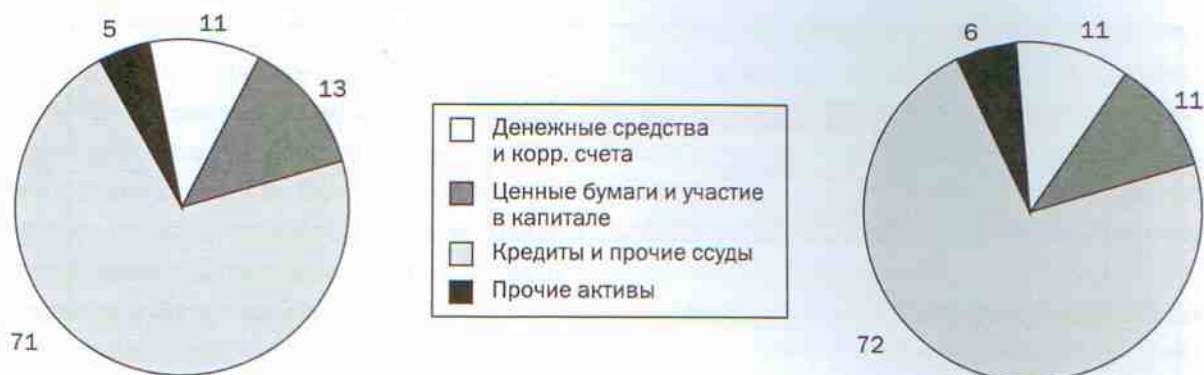 5
11
13
71
Денежные средства
и корр. счета
Ценные бумаги и участие
в капитале
Кредиты и прочие ссуды
Прочие активы
6
11
11
72